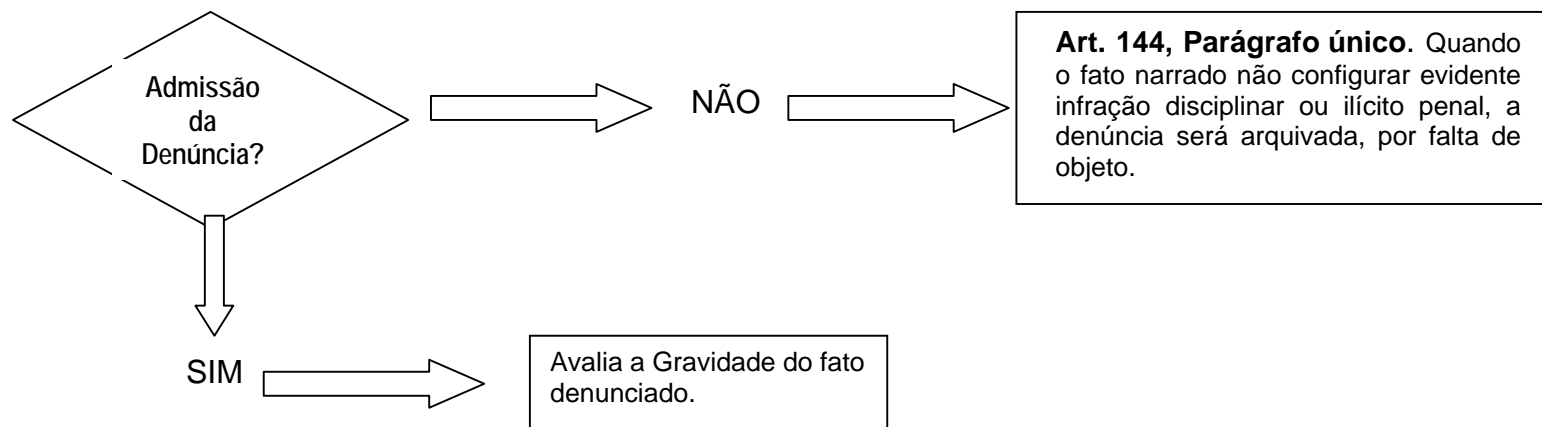 Admissão
da
Denúncia?
NÃO
Art. 144, Parágrafo único. Quando
o fato narrado não configurar evidente
infração disciplinar ou ilícito penal, a
denúncia será arquivada, por falta de
objeto.
SIM
Avalia a Gravidade do fato
denunciado.